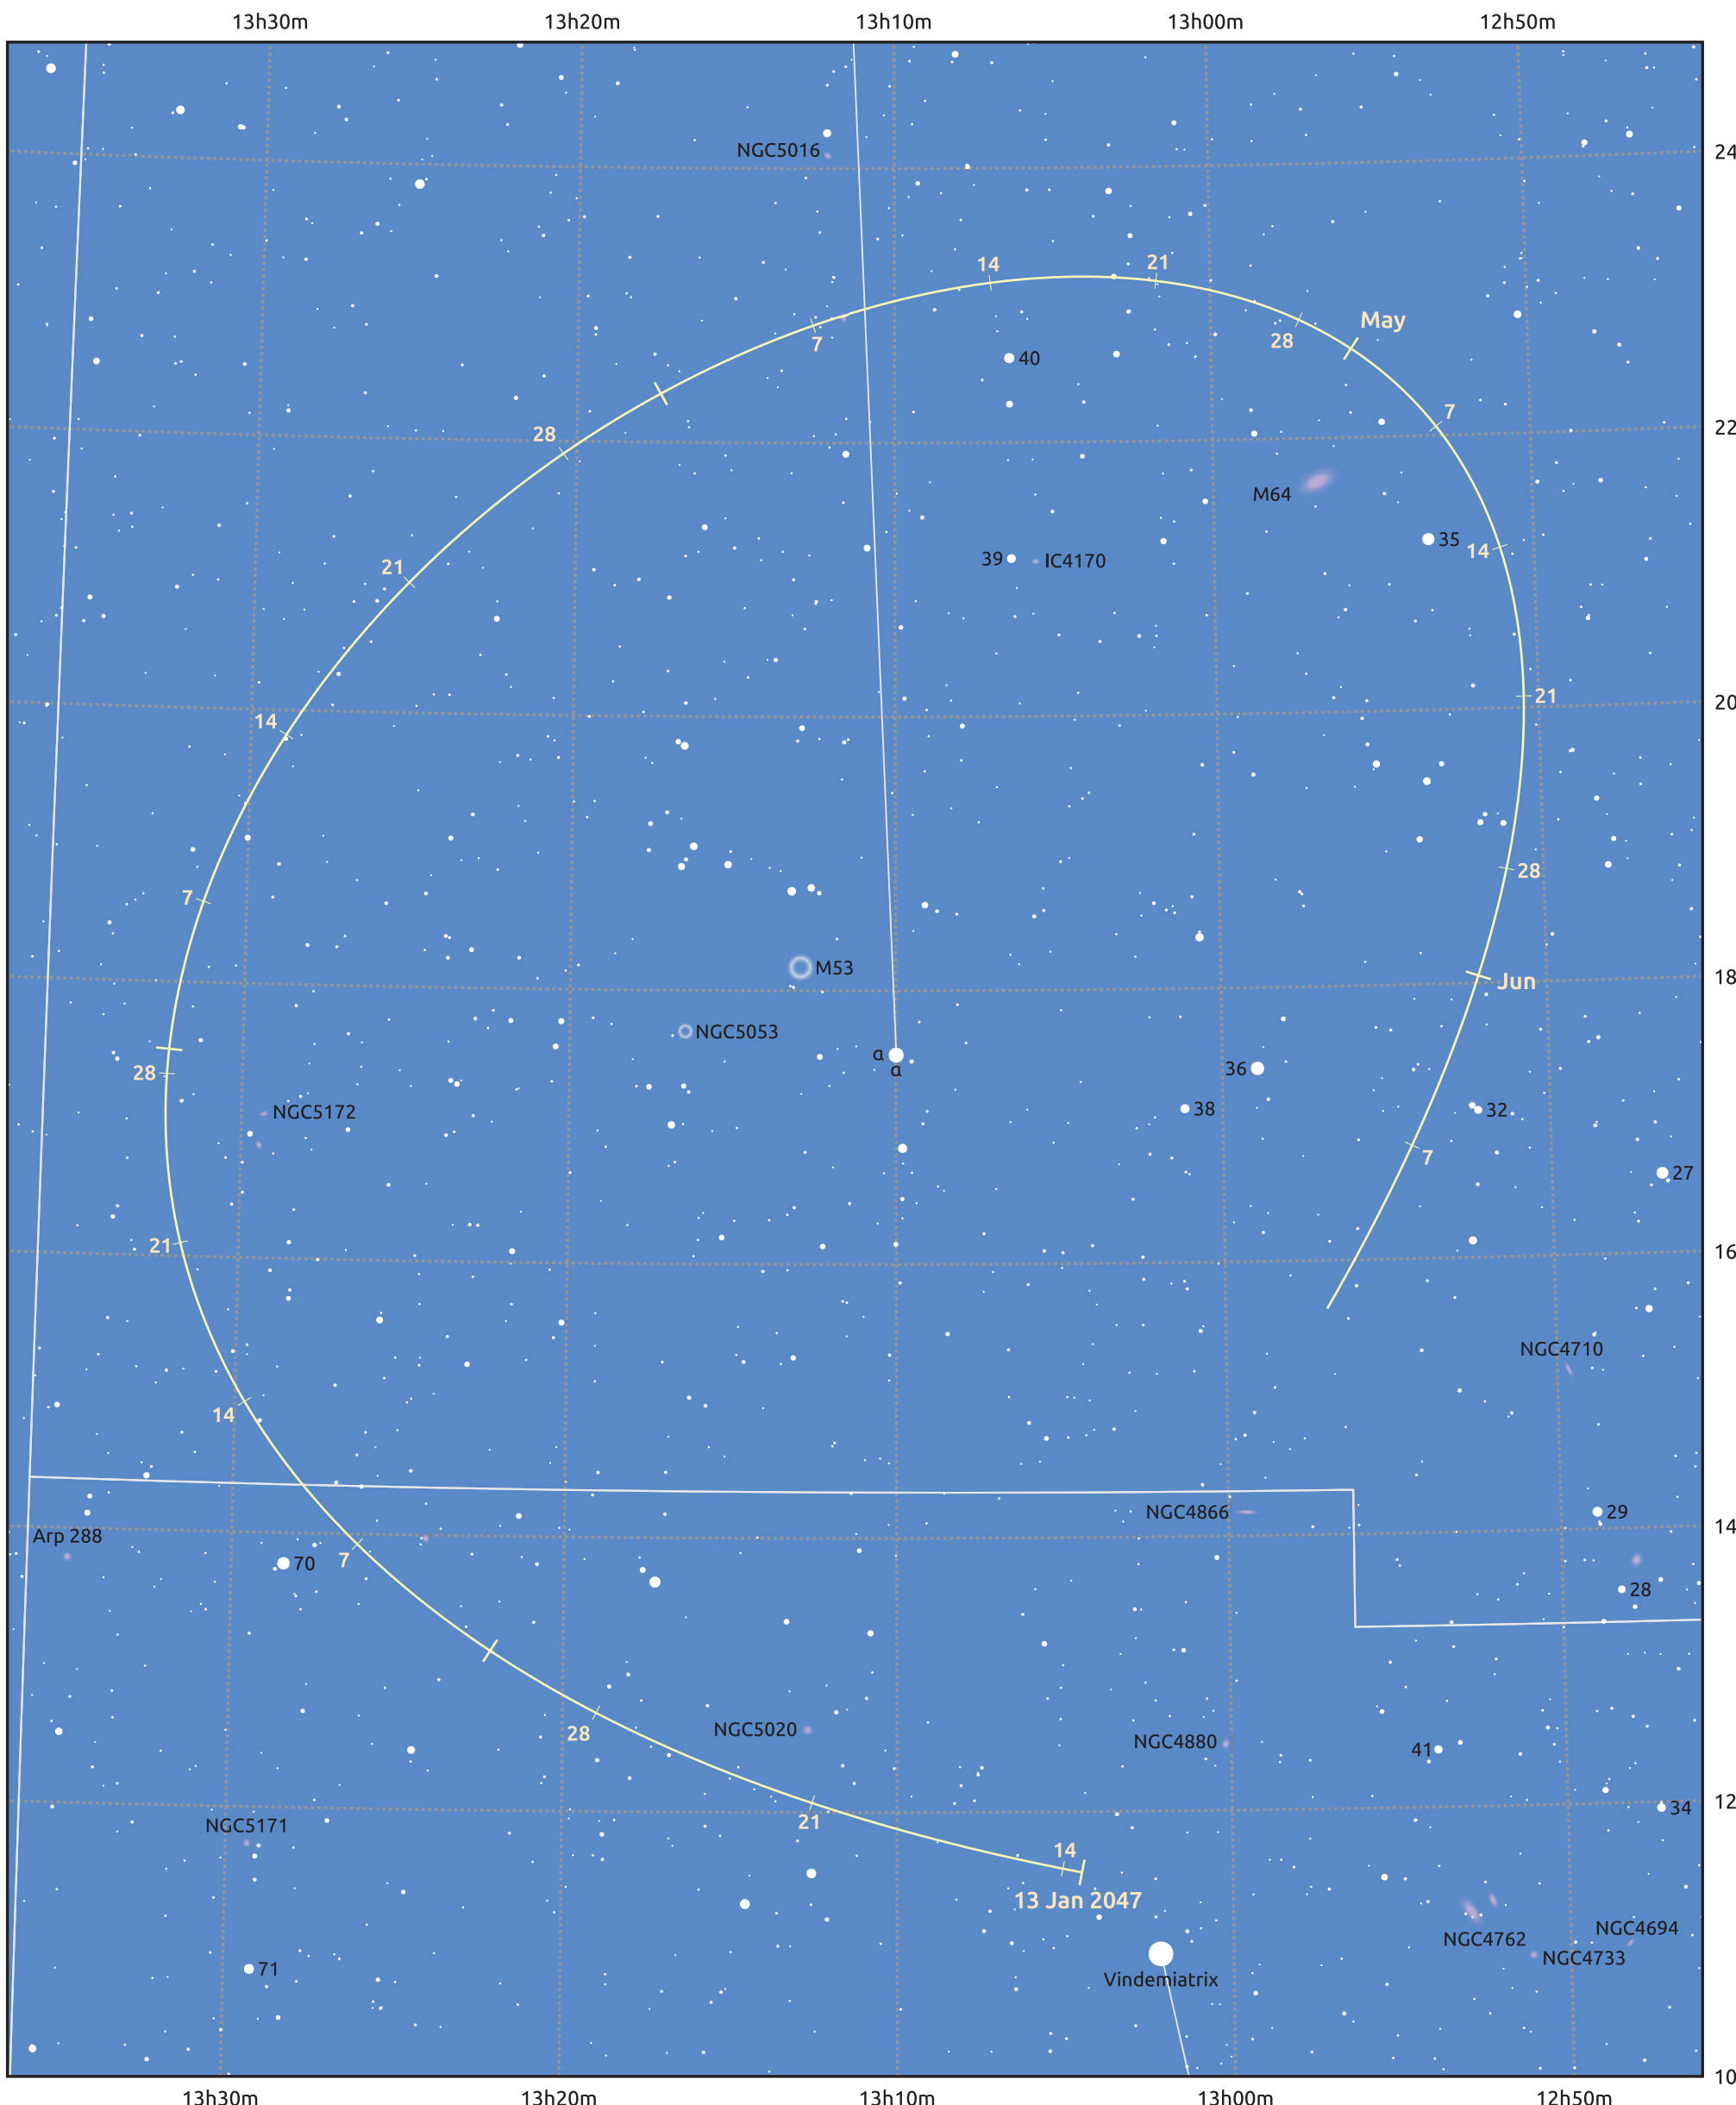 13h30m 13h20m 13h10m 13h00m 12h50m
24
NGC5016
14 21
May
7 28
40
7
22
28
M64
35
14
39 IC4170
21
20
21
14
28
7
M53
18
Jun
NGC5053
α
α
36
28
NGC5172
38 32
7
27
21
16
NGC4710
14
NGC4866 29
Arp 288
14
7 70
28
NGC5020
28
NGC4880
41
12
34
21
NGC5171
14
13 Jan 2047
NGC4694
NGC4762
NGC4733
71
Vindemiatrix
10
13h30m 13h20m 13h10m 13h00m 12h50m